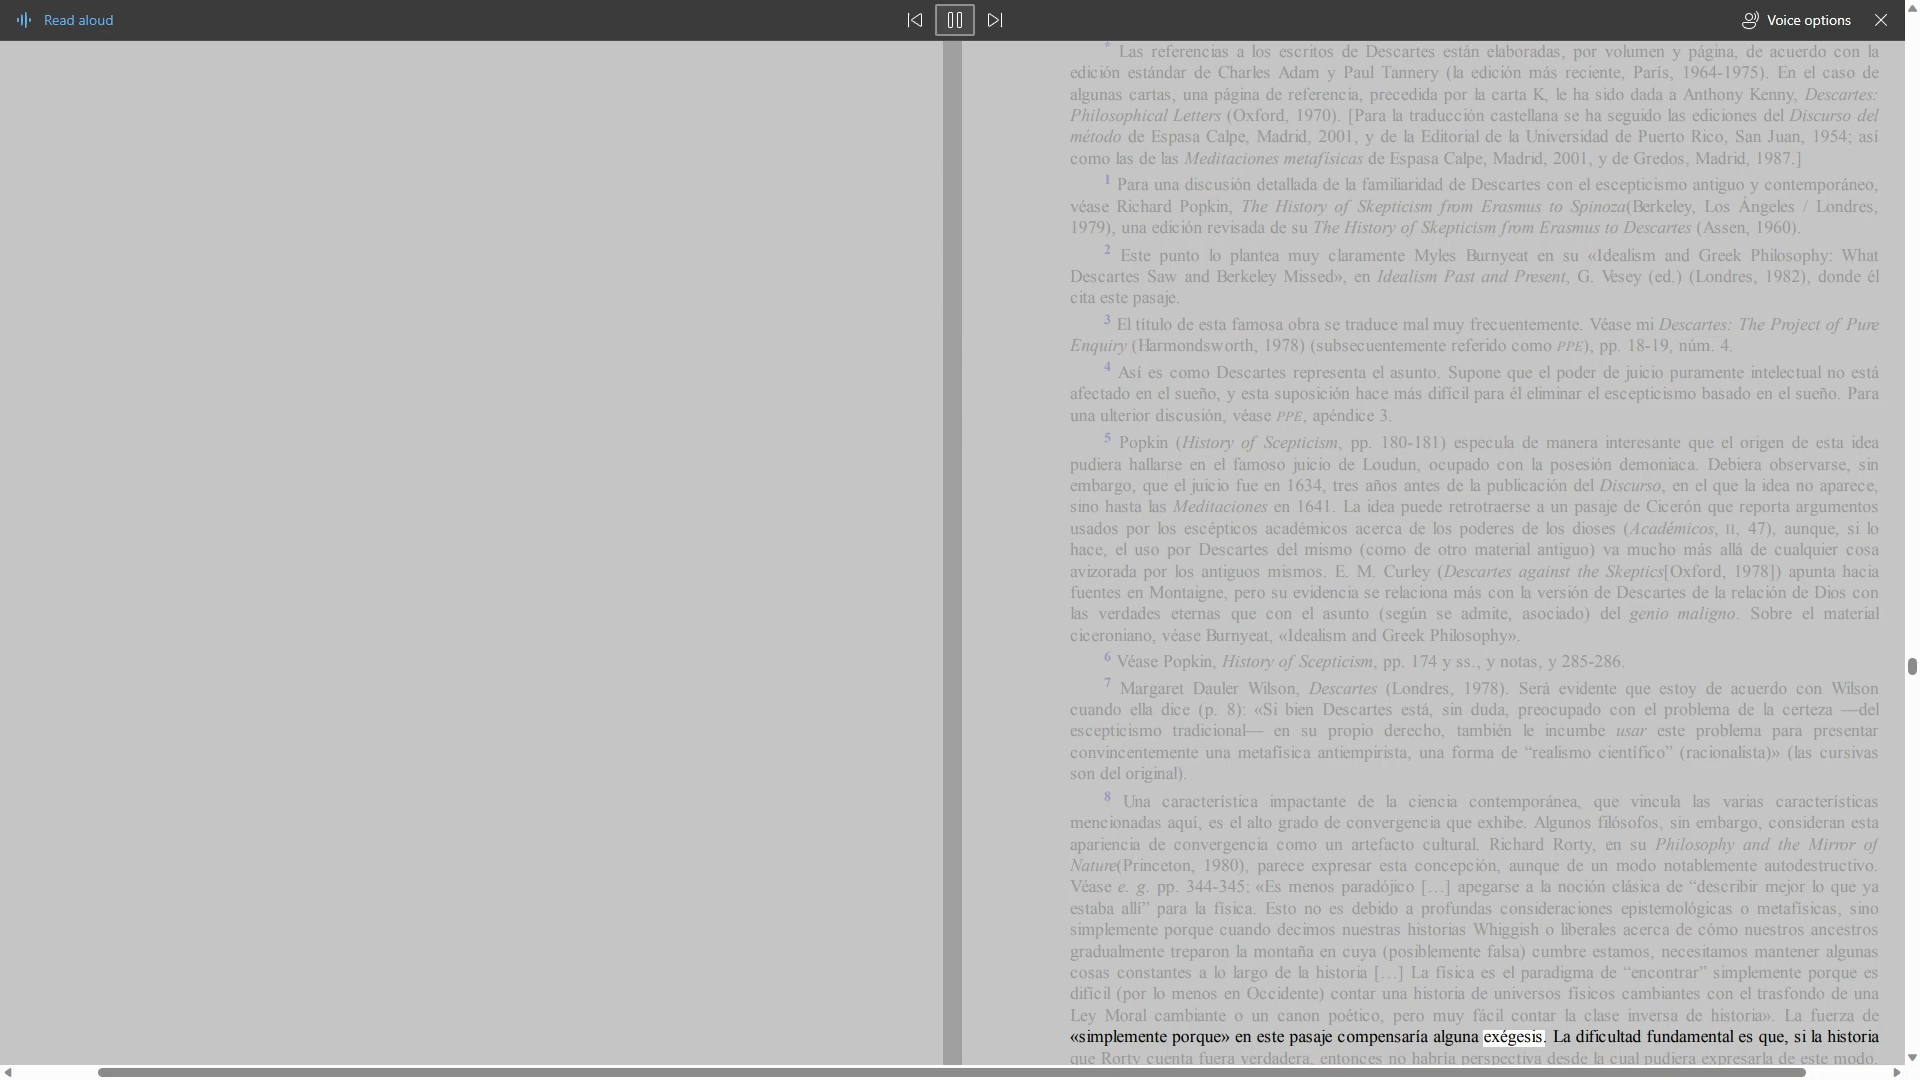 Read aloud
Voice options
* Las referencias a los escritos de Descartes están elaboradas, por volumen y página, de acuerdo con la
edición estándar de Charles Adam y Paul Tannery (la edición más reciente, París, 1964-1975). En el caso de
algunas cartas, una página de referencia, precedida por la carta K, le ha sido dada a Anthony Kenny, Descartes:
Philosophical Letters (Oxford, 1970). [Para la traducción castellana se ha seguido las ediciones del Discurso del
método de Espasa Calpe, Madrid, 2001, y de la Editorial de la Universidad de Puerto Rico, San Juan, 1954; así
como las de las Meditaciones metafísicas de Espasa Calpe, Madrid, 2001, y de Gredos, Madrid, 1987.]
1 Para una discusión detallada de la familiaridad de Descartes con el escepticismo antiguo y contemporáneo,
véase Richard Popkin, The History of Skepticism from Erasmus to Spinoza(Berkeley, Los Ángeles / Londres,
1979), una edición revisada de su The History of Skepticism from Erasmus to Descartes (Assen, 1960).
2 Este punto lo plantea muy claramente Myles Burnyeat en su «Idealism and Greek Philosophy: What
Descartes Saw and Berkeley Missed», en Idealism Past and Present, G. Vesey (ed.) (Londres, 1982), donde él
cita este pasaje.
3 El título de esta famosa obra se traduce mal muy frecuentemente. Véase mi Descartes: The Project of Pure
Enquiry (Harmondsworth, 1978) (subsecuentemente referido como PPE), pp. 18-19, núm. 4.
4 Así es como Descartes representa el asunto. Supone que el poder de juicio puramente intelectual no está
afectado en el sueño, y esta suposición hace más difícil para él eliminar el escepticismo basado en el sueño. Para
una ulterior discusión, véase PPE, apéndice 3.
5 Popkin (History of Scepticism, pp. 180-181) especula de manera interesante que el origen de esta idea
pudiera hallarse en el famoso juicio de Loudun, ocupado con la posesión demoniaca. Debiera observarse, sin
embargo, que el juicio fue en 1634, tres años antes de la publicación del Discurso, en el que la idea no aparece,
sino hasta las Meditaciones en 1641. La idea puede retrotraerse a un pasaje de Cicerón que reporta argumentos
usados por los escépticos académicos acerca de los poderes de los dioses (Académicos, II, 47), aunque, si lo
hace, el uso por Descartes del mismo (como de otro material antiguo) va mucho más allá de cualquier cosa
avizorada por los antiguos mismos. E. M. Curley (Descartes against the Skeptics[Oxford, 1978]) apunta hacia
fuentes en Montaigne, pero su evidencia se relaciona más con la versión de Descartes de la relación de Dios con
las verdades eternas que con el asunto (según se admite, asociado) del genio maligno. Sobre el material
ciceroniano, véase Burnyeat, «Idealism and Greek Philosophy».
6 Véase Popkin, History of Scepticism, pp. 174 y ss., y notas, y 285-286.
7 Margaret Dauler Wilson, Descartes (Londres, 1978). Será evidente que estoy de acuerdo con Wilson
cuando ella dice (p. 8): «Si bien Descartes está, sin duda, preocupado con el problema de la certeza —del
escepticismo tradicional— en su propio derecho, también le incumbe usar este problema para presentar
convincentemente una metafísica antiempirista, una forma de “realismo científico” (racionalista)» (las cursivas
son del original).
8 Una característica impactante de la ciencia contemporánea, que vincula las varias características
mencionadas aquí, es el alto grado de convergencia que exhibe. Algunos filósofos, sin embargo, consideran esta
apariencia de convergencia como un artefacto cultural. Richard Rorty, en su Philosophy and the Mirror of
Nature(Princeton, 1980), parece expresar esta concepción, aunque de un modo notablemente autodestructivo.
Véase e. g. pp. 344-345: «Es menos paradójico […] apegarse a la noción clásica de “describir mejor lo que ya
estaba allí” para la física. Esto no es debido a profundas consideraciones epistemológicas o metafísicas, sino
simplemente porque cuando decimos nuestras historias Whiggish o liberales acerca de cómo nuestros ancestros
gradualmente treparon la montaña en cuya (posiblemente falsa) cumbre estamos, necesitamos mantener algunas
cosas constantes a lo largo de la historia […] La física es el paradigma de “encontrar” simplemente porque es
difícil (por lo menos en Occidente) contar una historia de universos físicos cambiantes con el trasfondo de una
Ley Moral cambiante o un canon poético, pero muy fácil contar la clase inversa de historia». La fuerza de
«simplemente porque» en este pasaje compensaría alguna exégesis. La dificultad fundamental es que, si la historia
que Rorty cuenta fuera verdadera, entonces no habría perspectiva desde la cual pudiera expresarla de este modo.